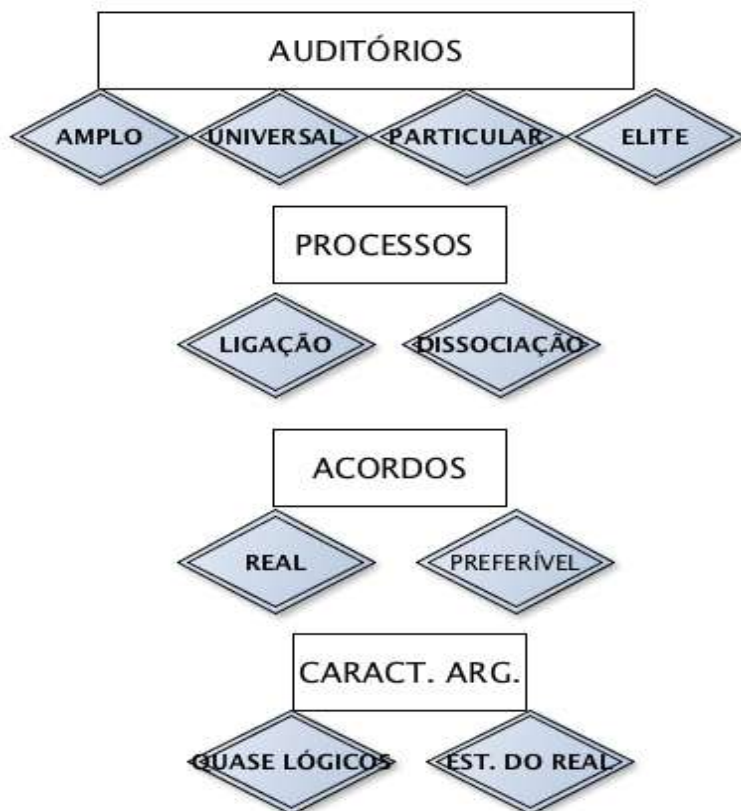 AUDITÓRIOS
AMPLO UNIVERSAL PARTICULAR ELITE
PROCESSOS
LIGAÇÃO DISSOCIAÇÃO
ACORDOS
REAL PREFERÍVEL
CARACT. ARG.
QUASE LÓGICOS EST. DO REAL